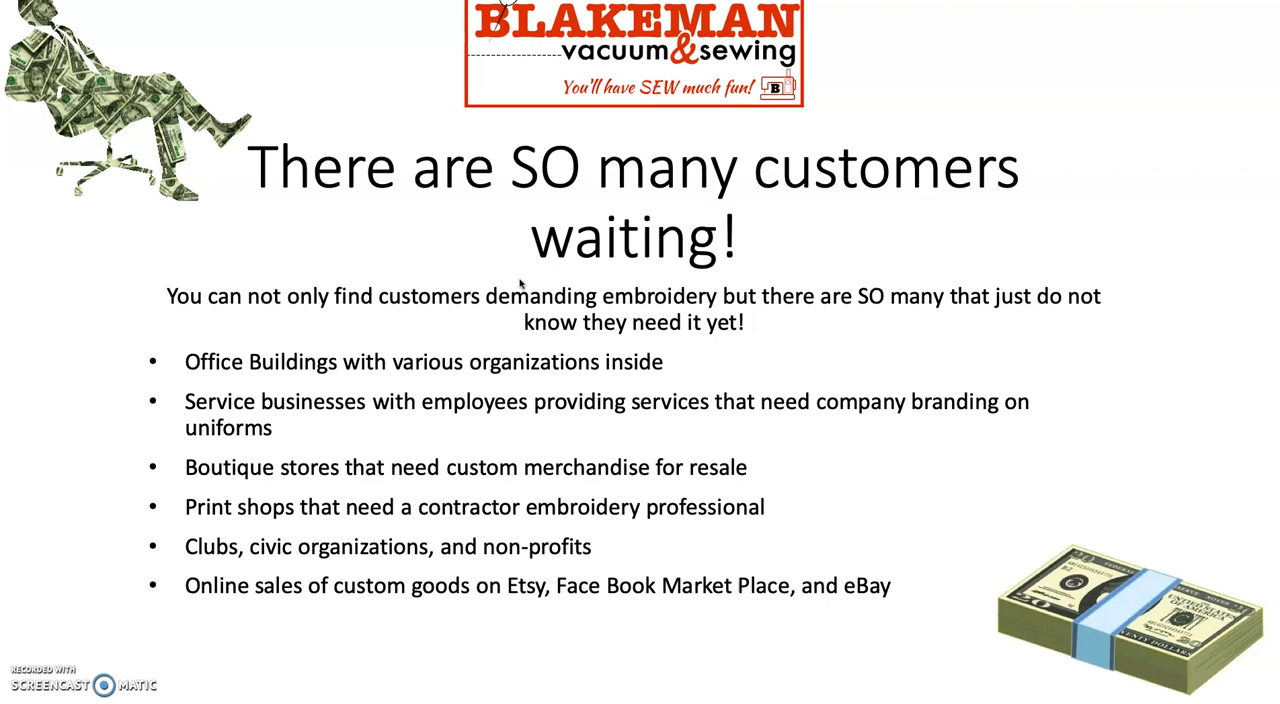 BLAKEMAN
vacuum&sewing
You'll have SEW much fun!
B
There are SO many customers
waiting!
You can not only find customers demanding embroidery but there are SO many that just do not
know they need it yet!
• Office Buildings with various organizations inside
• Service businesses with employees providing services that need company branding on
uniforms
• Boutique stores that need custom merchandise for resale
• Print shops that need a contractor embroidery professional
• Clubs, civic organizations, and non-profits
• Online sales of custom goods on Etsy, Face Book Market Place, and eBay
RECORDED WITH
SCREENCAST MATIC